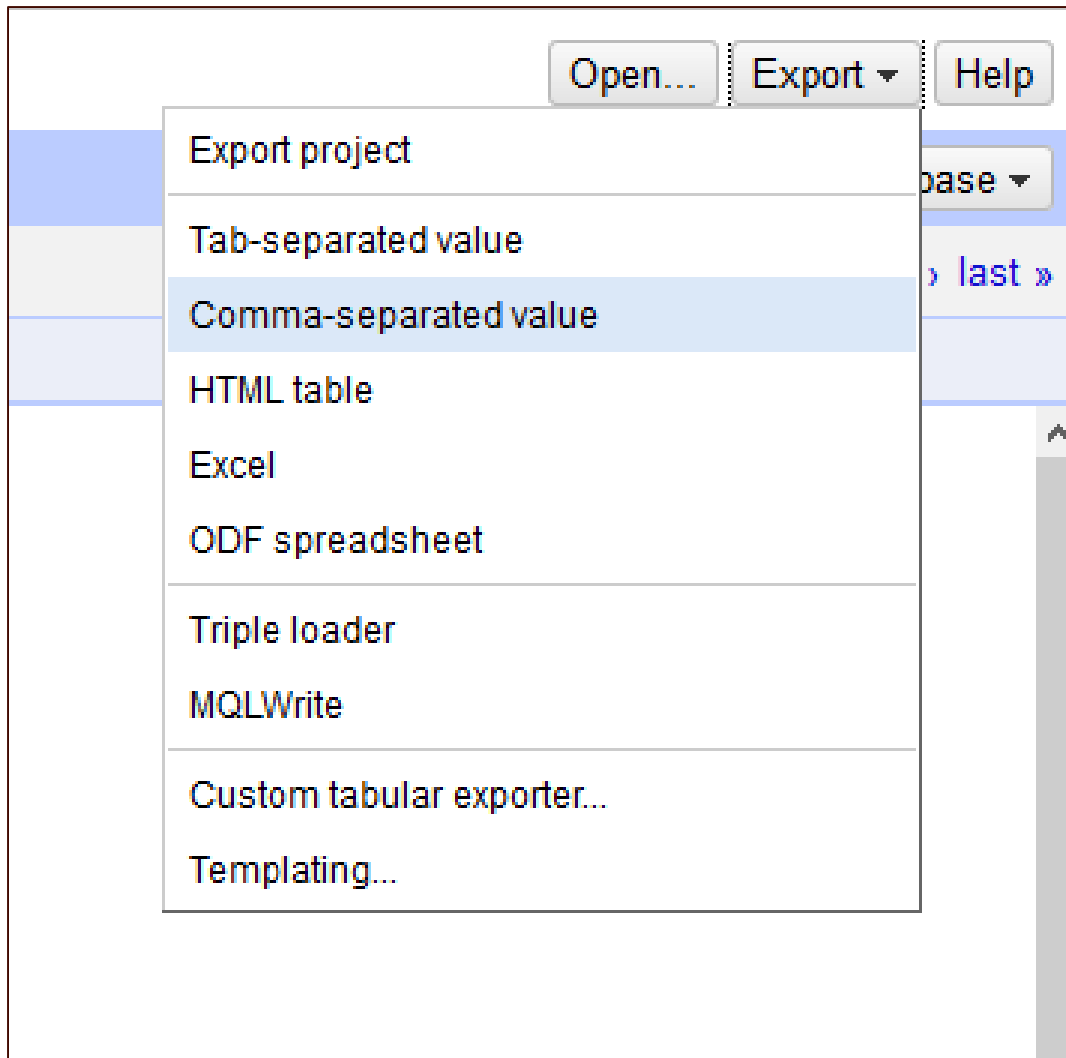 Open... Export Help
Export project
base
Tab-separated value
› last »
Comma-separated value
HTML table
Excel
ODF spreadsheet
Triple loader
MQLWrite
Custom tabular exporter...
Templating...